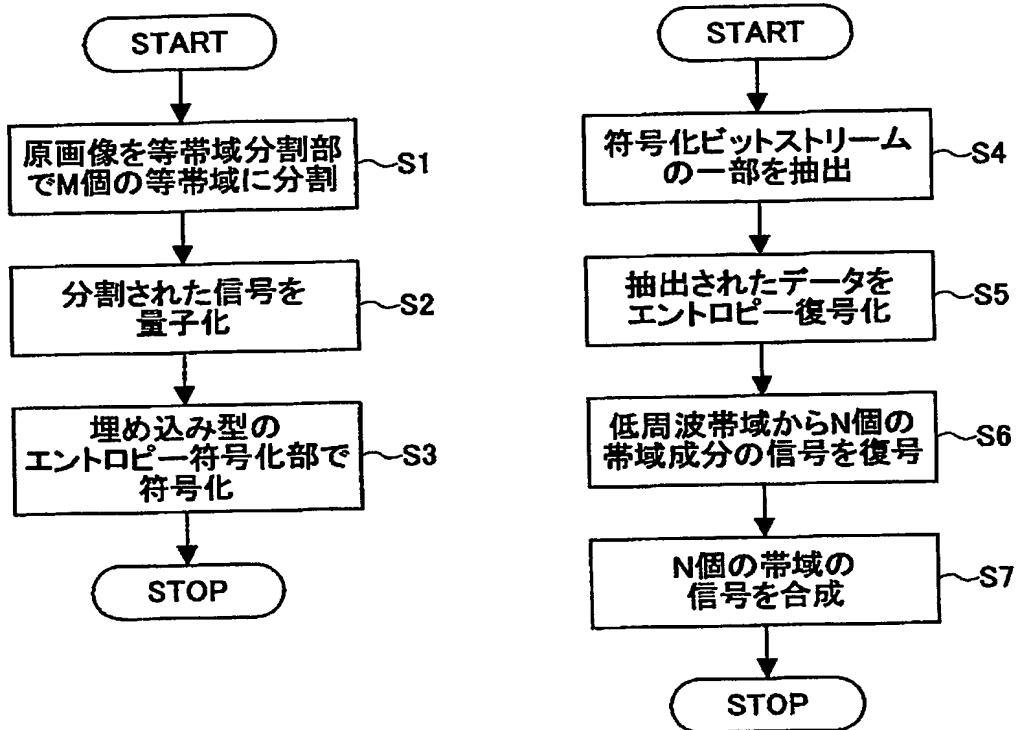 START
原画像を等帯域分割部
でM個の等帯域に分割
S1
分割された信号を
量子化
S2
埋め込み型の
エントロピー符号化部で
符号化
S3
STOP
START
符号化ビットストリーム
の一部を抽出
S4
抽出されたデータを
エントロピー復号化
S5
低周波帯域からN個の
帯域成分の信号を復号
S6
N個の帯域の
信号を合成
S7
STOP